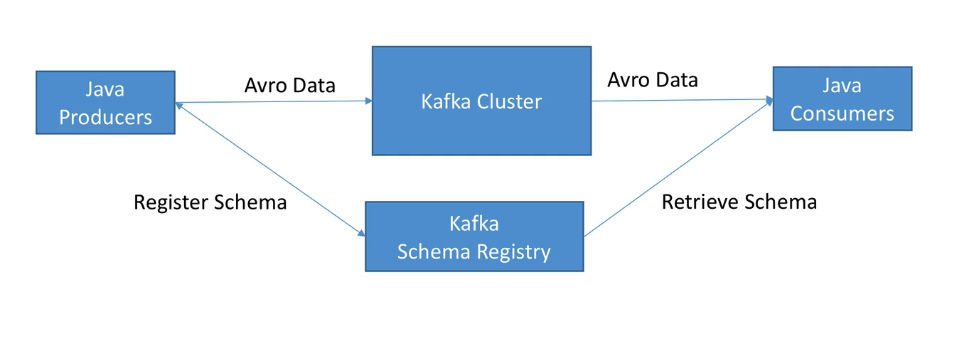 Java
Producers
Avro Data
Kafka Cluster
Avro Data
Java
Consumers
Register Schema
Kafka
Schema Registry
Retrieve Schema